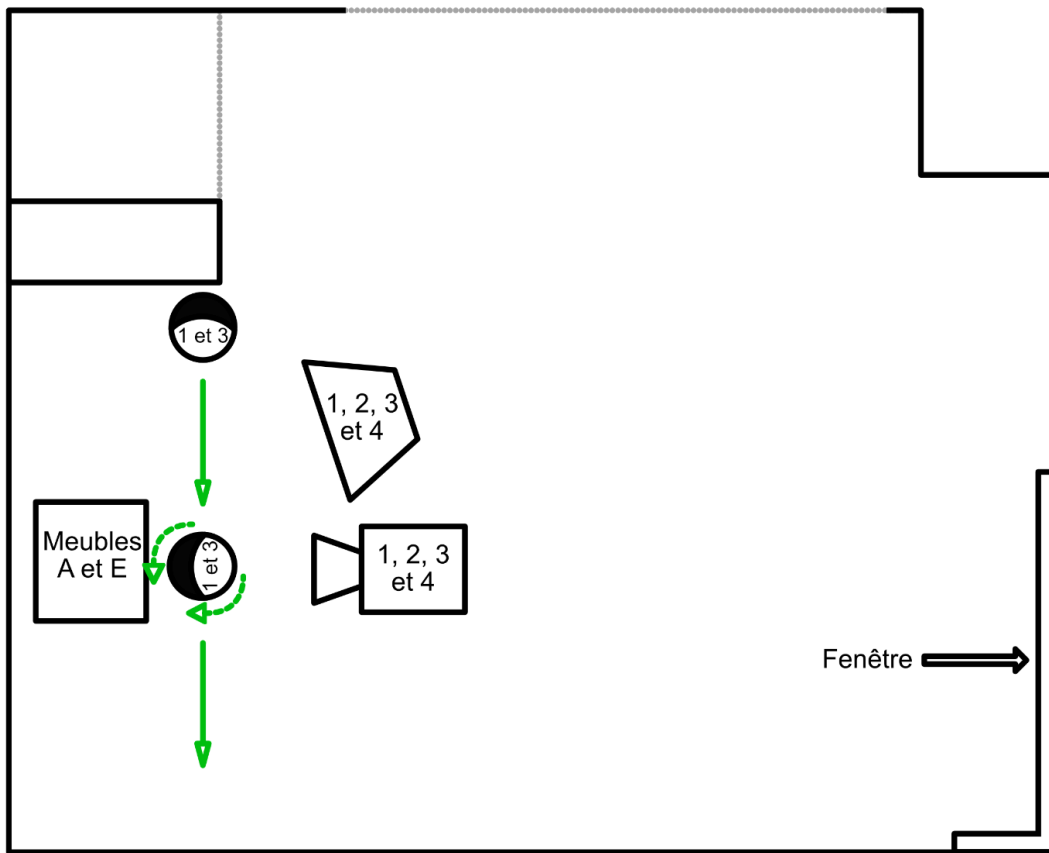 1 et 3
1, 2, 3
et 4
Meubles
A et E
1 et 3
1, 2, 3
et 4
Fenêtre